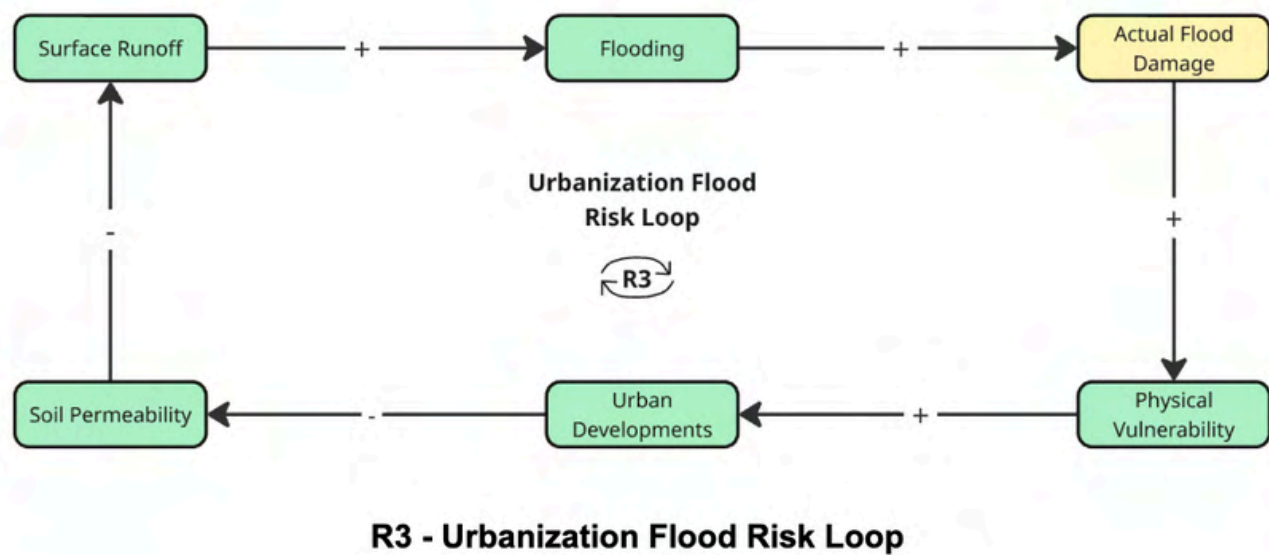 Surface Runoff
+
Flooding
+
Actual Flood
Damage
-
+
Urbanization Flood
Risk Loop
R3
Soil Permeability
-
Urban
Developments
+
Physical
Vulnerability
R3 - Urbanization Flood Risk Loop